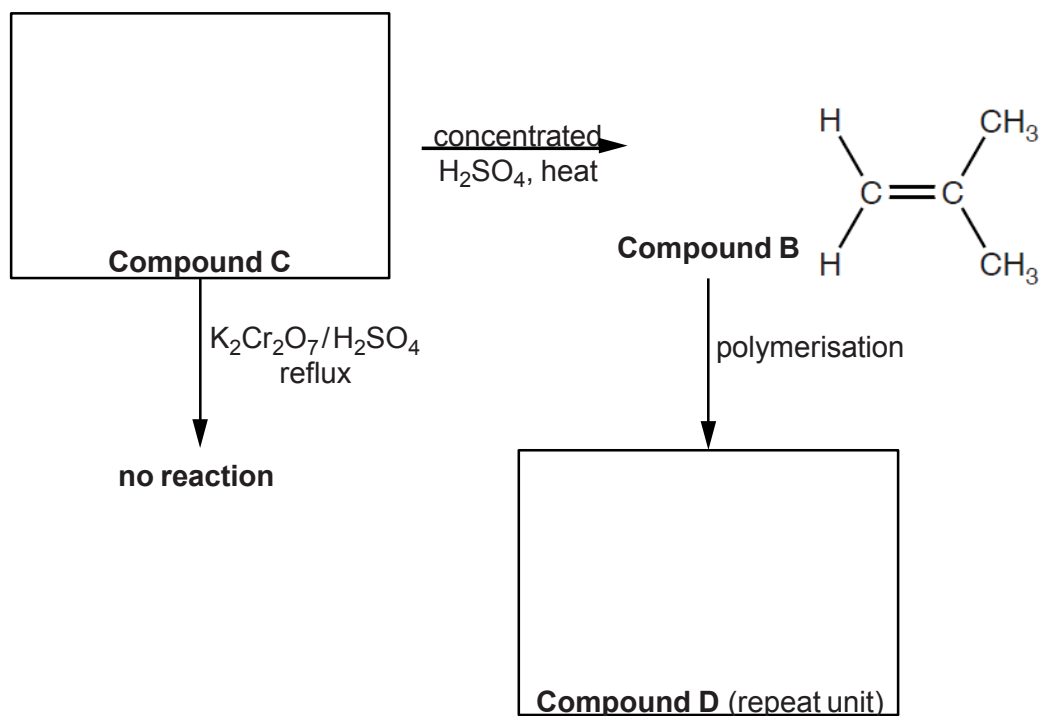 concentrated
H₂SO₄, heat
H
CH₃
C
C
H
CH₃
Compound C
Compound B
K₂Cr₂O₇/H₂SO₄
reflux
polymerisation
no reaction
Compound D (repeat unit)